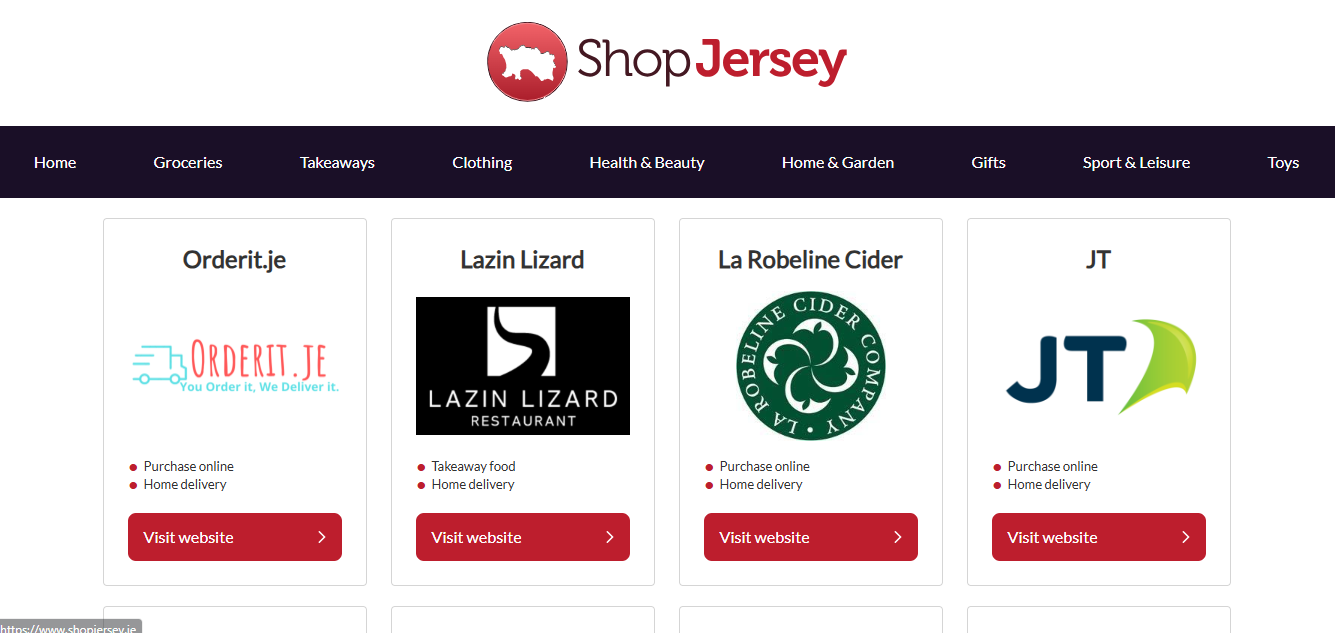 Shop Jersey
Home Groceries Takeaways Clothing Health & Beauty Home & Garden Gifts Sport & Leisure Toys
Orderit.je
ORDERIT.JE
You Order it, We Deliver it.
Purchase online
Home delivery
Visit website
Lazin Lizard
LAZIN LIZARD
RESTAURANT
Takeaway food
Home delivery
Visit website
La Robeline Cider
LA ROBELINE CIDER COMPANY
Purchase online
Home delivery
Visit website
JT
JT
Purchase online
Home delivery
Visit website
https://www.shopjersey.je